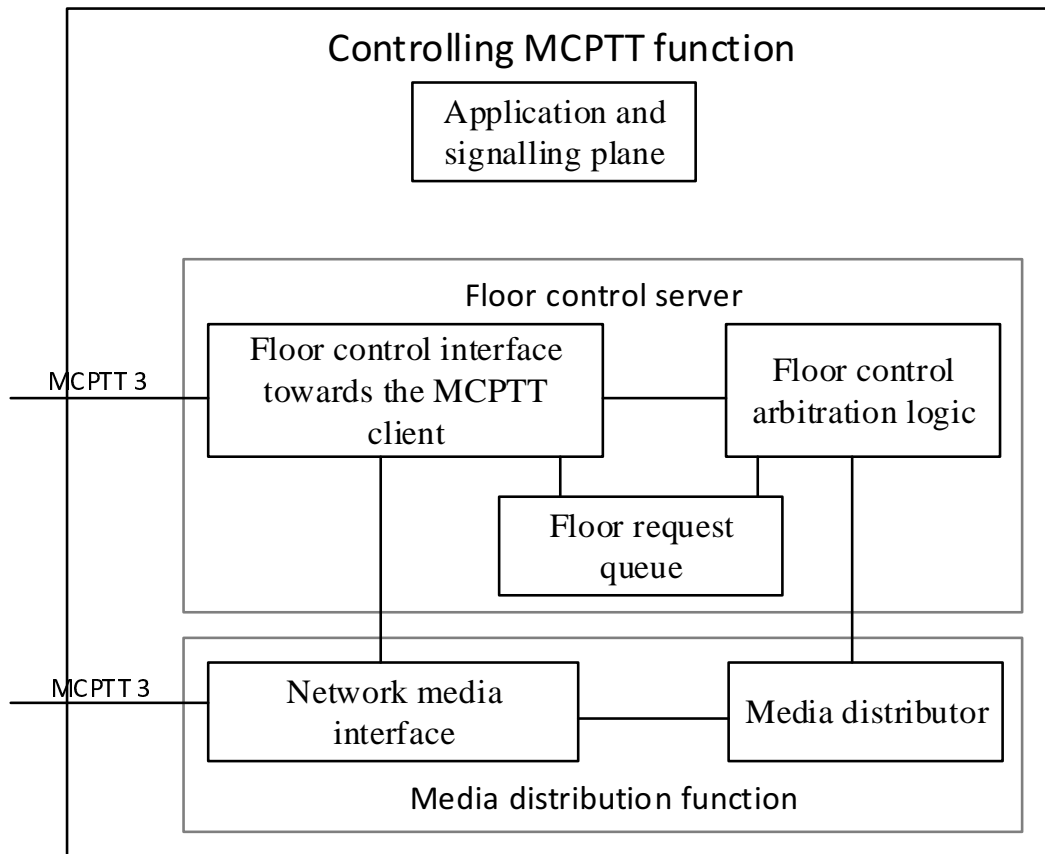 Controlling MCPTT function
Application and
signalling plane
Floor control server
Floor control interface
towards the MCPTT
client
Floor control
arbitration logic
MCPTT 3
Floor request
queue
MCPTT 3
Network media
interface
Media distributor
Media distribution function